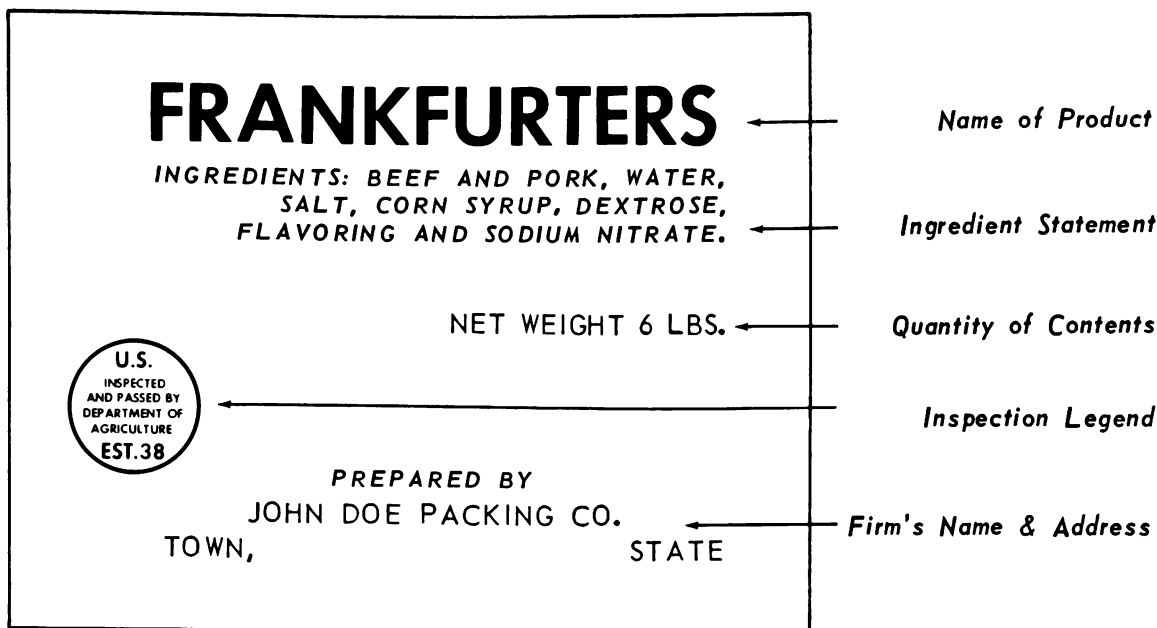 FRANKFURTERS
Name of Product
INGREDIENTS: BEEF AND PORK, WATER,
SALT, CORN SYRUP, DEXTROSE,
FLAVORING AND SODIUM NITRATE.
Ingredient Statement
NET WEIGHT 6 LBS.
Quantity of Contents
U.S.
INSPECTED
AND PASSED BY
DEPARTMENT OF
AGRICULTURE
EST.38
Inspection Legend
PREPARED BY
JOHN DOE PACKING CO.
TOWN, STATE
Firm's Name & Address